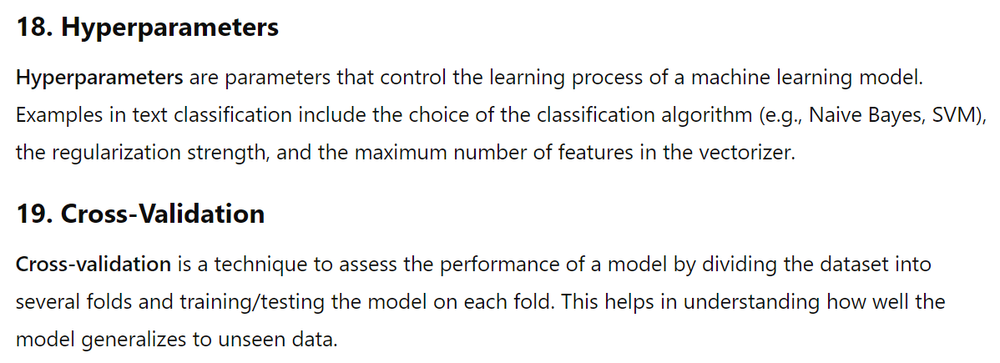 18. Hyperparameters
Hyperparameters are parameters that control the learning process of a machine learning model.
Examples in text classification include the choice of the classification algorithm (e.g., Naive Bayes, SVM),
the regularization strength, and the maximum number of features in the vectorizer.
19. Cross-Validation
Cross-validation is a technique to assess the performance of a model by dividing the dataset into
several folds and training/testing the model on each fold. This helps in understanding how well the
model generalizes to unseen data.